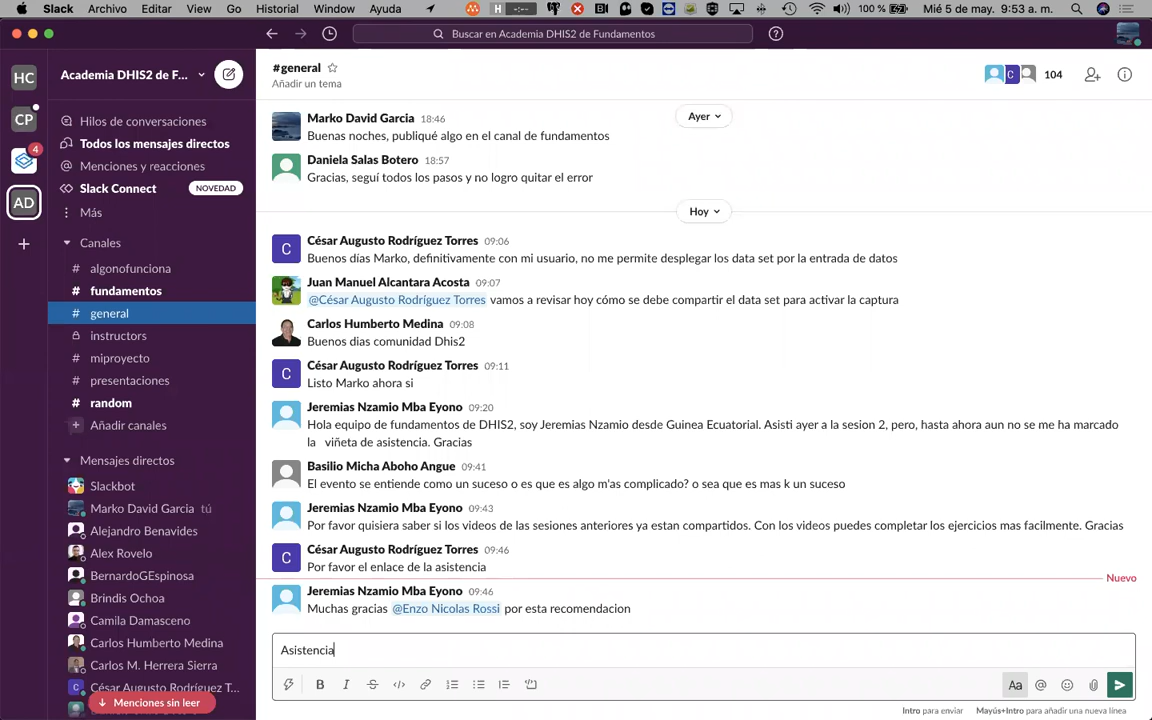 Slack Archivo Editar View Go Historial Window Ayuda 100 % Mié 5 de may. 9:53 a. m.
Buscar en Academia DHIS2 de Fundamentos
HC
CP
4
AD
Academia DHIS2 de F...
Hilos de conversaciones
Todos los mensajes directos
Menciones y reacciones
Slack Connect NOVEDAD
Más
Canales
# algonofunciona
# fundamentos
# general
instructors
# miproyecto
# presentaciones
# random
+ Añadir canales
Mensajes directos
Slackbot
Marko David Garcia tú
Alejandro Benavides
Alex Rovelo
BernardoGEspinosa
Brindis Ochoa
Camila Damasceno
Carlos Humberto Medina
Carlos M. Herrera Sierra
César Augusto Rodríguez T...
Menciones sin leer
#general
Añadir un tema
C
104
Ayer
Marko David Garcia 18:46
Buenas noches, publiqué algo en el canal de fundamentos
Daniela Salas Botero 18:57
Gracias, seguí todos los pasos y no logro quitar el error
Hoy
C
César Augusto Rodríguez Torres 09:06
Buenos días Marko, definitivamente con mi usuario, no me permite desplegar los data set por la entrada de datos
Juan Manuel Alcantara Acosta 09:07
@César Augusto Rodríguez Torres vamos a revisar hoy cómo se debe compartir el data set para activar la captura
Carlos Humberto Medina 09:08
Buenos dias comunidad Dhis2
C
César Augusto Rodríguez Torres 09:11
Listo Marko ahora si
Jeremias Nzamio Mba Eyono 09:20
Hola equipo de fundamentos de DHIS2, soy Jeremias Nzamio desde Guinea Ecuatorial. Asisti ayer a la sesion 2, pero, hasta ahora aun no se me ha marcado
la viñeta de asistencia. Gracias
Basilio Micha Aboho Angue 09:41
El evento se entiende como un suceso o es que es algo m'as complicado? o sea que es mas k un suceso
Jeremias Nzamio Mba Eyono 09:43
Por favor quisiera saber si los videos de las sesiones anteriores ya estan compartidos. Con los videos puedes completar los ejercicios mas facilmente. Gracias
C
César Augusto Rodríguez Torres 09:46
Por favor el enlace de la asistencia
Nuevo
Jeremias Nzamio Mba Eyono 09:46
Muchas gracias @Enzo Nicolas Rossi por esta recomendacion
Asistencia
B I S Aa @
Intro para enviar Mayús+Intro para añadir una nueva línea